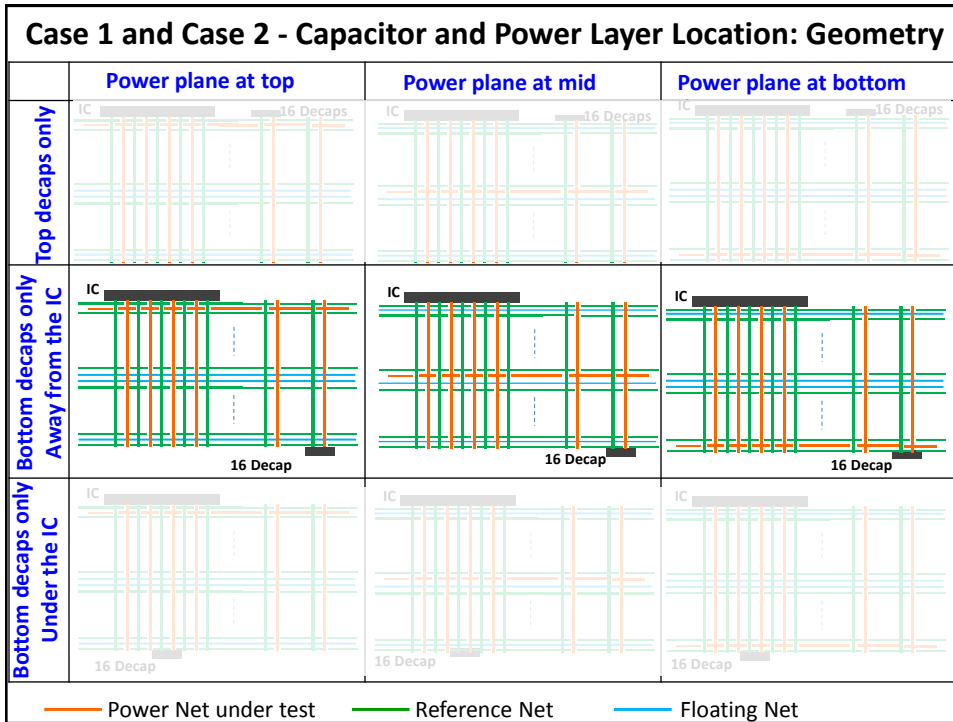 Case 1 and Case 2 - Capacitor and Power Layer Location: Geometry
Power plane at top
Power plane at mid
Power plane at bottom
Top decaps only
IC
16 Decaps
IC
16 Decaps
IC
16 Decaps
Bottom decaps only
Away from the IC
IC
16 Decap
IC
16 Decap
IC
16 Decap
Bottom decaps only
Under the IC
IC
16 Decap
IC
16 Decap
IC
16 Decap
Power Net under test
Reference Net
Floating Net